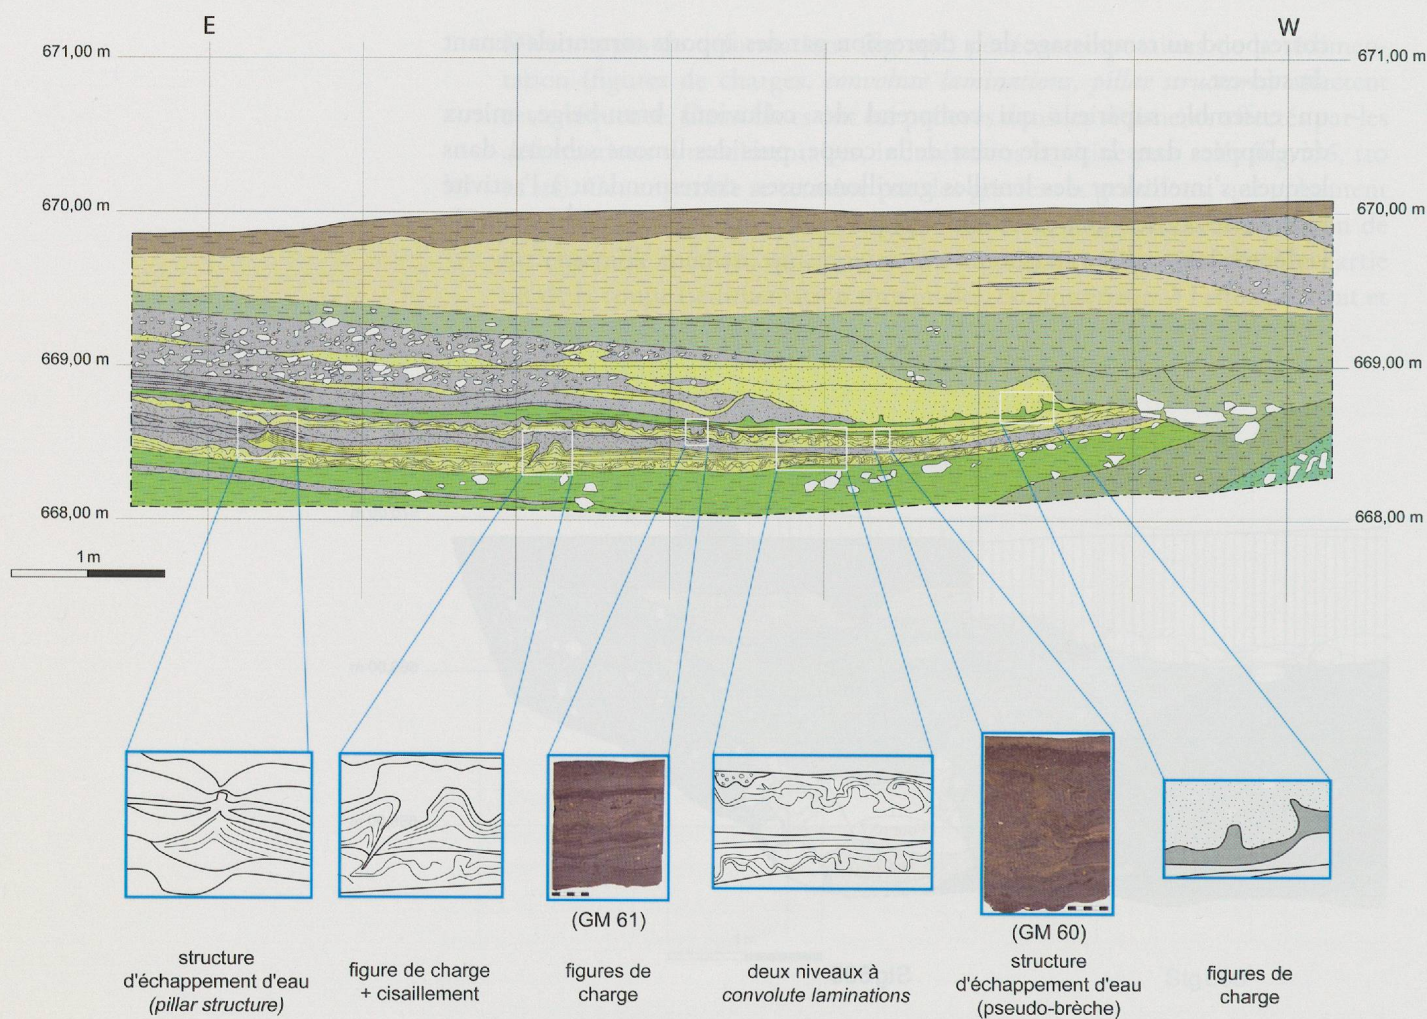 E
W
671,00 m
671,00 m
670,00 m
670,00 m
669,00 m
669,00 m
668,00 m
668,00 m
1 m
structure
d'échappement d'eau
(pillar structure)
figure de charge
+ cisaillement
(GM 61)
figures de
charge
deux niveaux à
convolute laminations
(GM 60)
structure
d'échappement d'eau
(pseudo-brèche)
figures de
charge